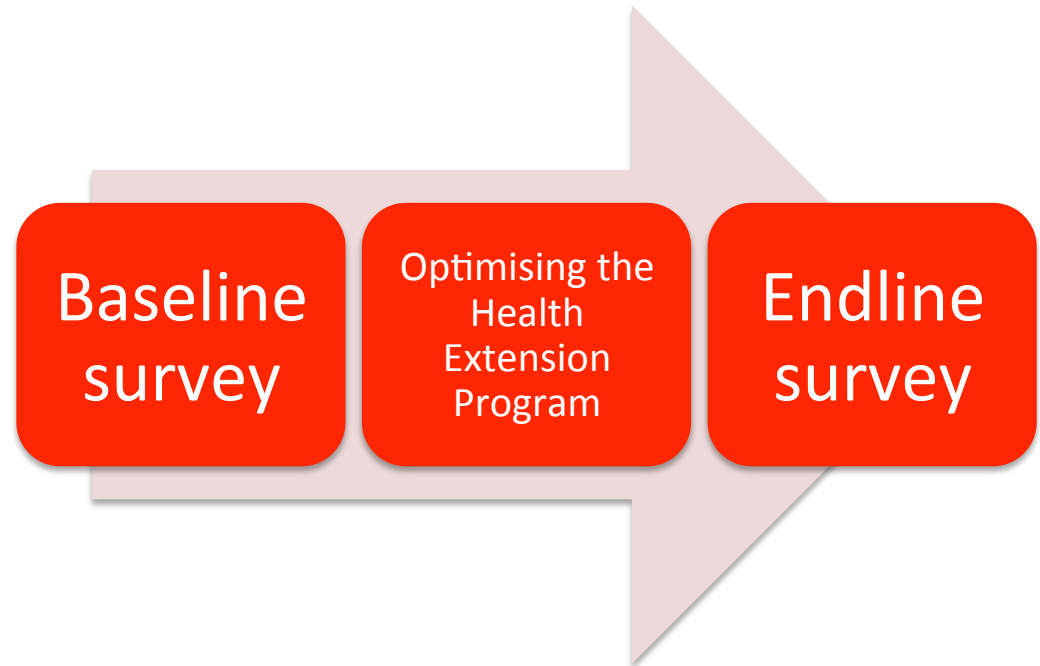 Baseline
survey
Optimising the
Health
Extension
Program
Endline
survey